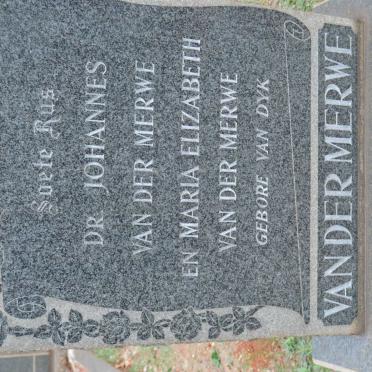 Soete Rus
DR. JOHANNES
VAN DER MERWE
EN MARIA ELIZABETH
VAN DER MERWE
GEBORE VAN DYK
VAN DER MERWE